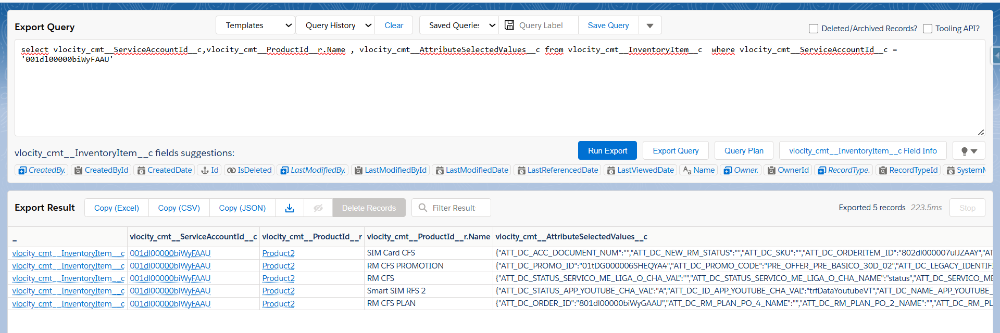 Export Query
Templates
Query History
Clear
Saved Queries
Query Label
Save Query
Deleted/Archived Records?
Tooling API?
select vlocity_cmt__ServiceAccountId__c,vlocity_cmt__ProductId__r.Name , vlocity_cmt__AttributeSelectedValues__c from vlocity_cmt__InventoryItem__c  where vlocity_cmt__ServiceAccountId__c =
'001dl00000biWyFAAU'
vlocity_cmt__InventoryItem__c fields suggestions:
Run Export
Export Query
Query Plan
vlocity_cmt__InventoryItem__c Field Info
CreatedBy. CreatedById CreatedDate Id IsDeleted LastModifiedBy. LastModifiedById LastModifiedDate LastReferencedDate LastViewedDate Name Owner. OwnerId RecordType. RecordTypeId SystemM
Export Result
Copy (Excel)
Copy (CSV)
Copy (JSON)
Delete Records
Filter Result
Exported 5 records 223.5ms
Stop
_ vlocity_cmt__ServiceAccountId__c vlocity_cmt__ProductId__r vlocity_cmt__ProductId__r.Name vlocity_cmt__AttributeSelectedValues__c
vlocity_cmt__InventoryItem__c 001dl00000biWyFAAU Product2 SIM Card CFS {"ATT_DC_ACC_DOCUMENT_NUM":"","ATT_DC_NEW_RM_STATUS":"","ATT_DC_SKU":"","ATT_DC_ORDERITEM_ID":"802dl000007ulJZAAY","AT
vlocity_cmt__InventoryItem__c 001dl00000biWyFAAU Product2 RM CFS PROMOTION {"ATT_DC_PROMO_ID":"01tDG000006SHEQYA4","ATT_DC_PROMO_CODE":"PRE_OFFER_PRE_BASICO_30D_02","ATT_DC_LEGACY_IDENTIFI
vlocity_cmt__InventoryItem__c 001dl00000biWyFAAU Product2 RM CFS {"ATT_DC_STATUS_SERVICO_ME_LIGA_O_CHA_VAL":"","ATT_DC_STATUS_SERVICO_ME_LIGA_O_CHA_NAME":"status","ATT_DC_SERVICO_ME
vlocity_cmt__InventoryItem__c 001dl00000biWyFAAU Product2 Smart SIM RFS 2 {"ATT_DC_STATUS_APP_YOUTUBE_CHA_VAL":"A","ATT_DC_ID_APP_YOUTUBE_CHA_VAL":"trfDataYoutubeVT","ATT_DC_NAME_APP_YOUTUBE_
vlocity_cmt__InventoryItem__c 001dl00000biWyFAAU Product2 RM CFS PLAN {"ATT_DC_ORDER_ID":"801dl00000biWyGAAU","ATT_DC_RM_PLAN_PO_4_NAME":"","ATT_DC_RM_PLAN_PO_2_NAME":"","ATT_DC_RM_PL